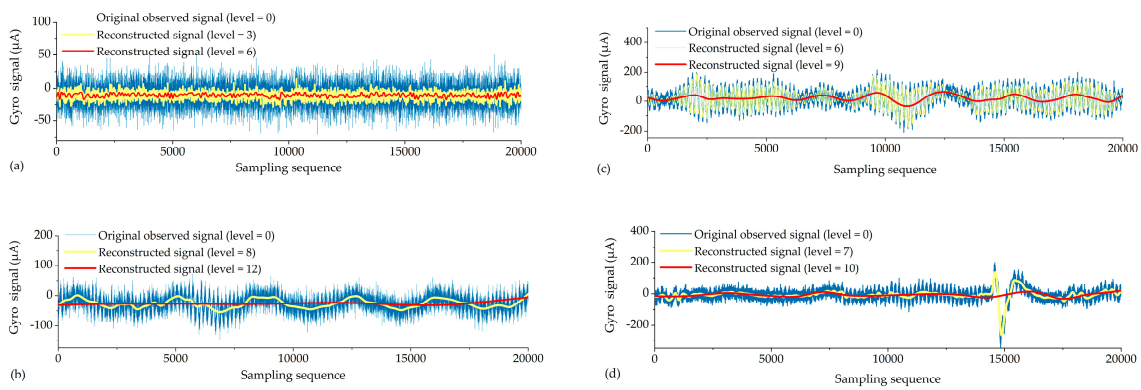 100
50
0
-50
Gyro signal (μA)
Original observed signal (level − 0)
Reconstructed signal (level − 3)
Reconstructed signal (level = 6)
0 5000 10000 15000 20000
Sampling sequence
(a)
200
100
0
-100
Gyro signal (μA)
Original observed signal (level = 0)
Reconstructed signal (level = 8)
Reconstructed signal (level = 12)
0 5000 10000 15000 20000
Sampling sequence
(b)
400
200
0
-200
Gyro signal (μA)
Original observed signal (level = 0)
Reconstructed signal (level = 6)
Reconstructed signal (level = 9)
0 5000 10000 15000 20000
Sampling sequence
(c)
400
200
0
-200
Gyro signal (μA)
Original observed signal (level = 0)
Reconstructed signal (level = 7)
Reconstructed signal (level = 10)
0 5000 10000 15000 20000
Sampling sequence
(d)